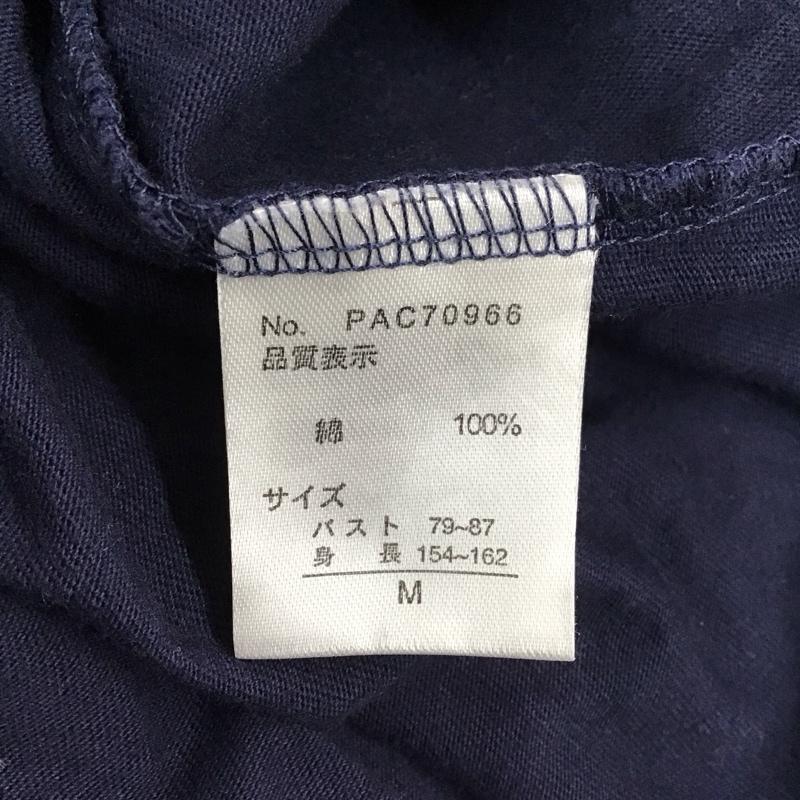 No. PAC70966
品質表示
綿 100%
サイズ
バスト 79~87
身長 154~162
M